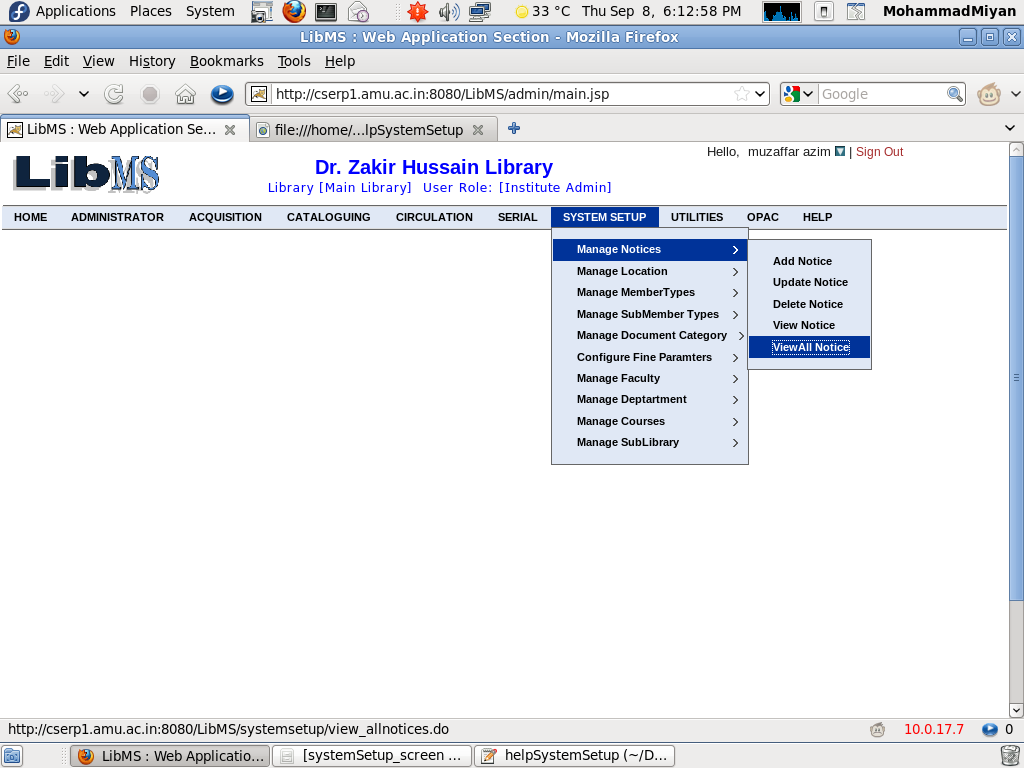 Applications Places System 33 °C Thu Sep 8, 6:12:58 PM MohammadMiyan
LibMS : Web Application Section - Mozilla Firefox
File Edit View History Bookmarks Tools Help
http://cserp1.amu.ac.in:8080/LibMS/admin/main.jsp Google
LibMS : Web Application Se... file:///home/...lpSystemSetup
Hello, muzaffar azim | Sign Out
LibMS
Dr. Zakir Hussain Library
Library [Main Library] User Role: [Institute Admin]
HOME ADMINISTRATOR ACQUISITION CATALOGUING CIRCULATION SERIAL SYSTEM SETUP UTILITIES OPAC HELP
Manage Notices
Manage Location
Manage MemberTypes
Manage SubMember Types
Manage Document Category
Configure Fine Paramters
Manage Faculty
Manage Deptartment
Manage Courses
Manage SubLibrary
Add Notice
Update Notice
Delete Notice
View Notice
ViewAll Notice
http://cserp1.amu.ac.in:8080/LibMS/systemsetup/view_allnotices.do 10.0.17.7 0
LibMS : Web Applicatio... [systemSetup_screen ... helpSystemSetup (~/D...